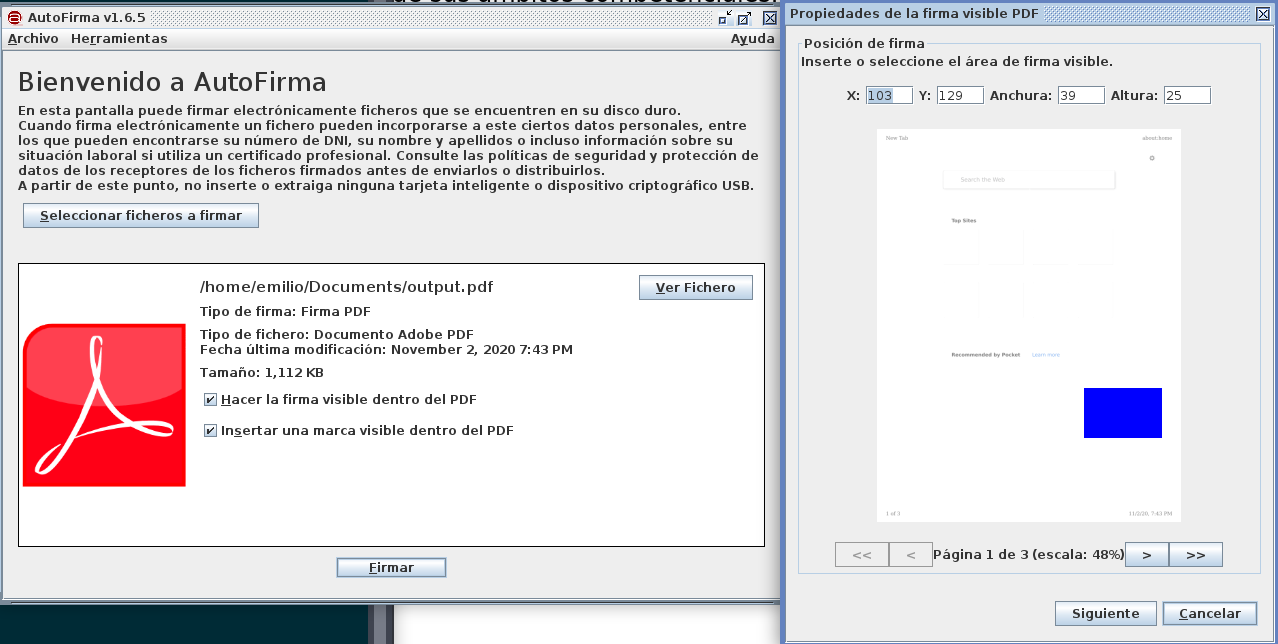 de sus ámbitos competenciales.
AutoFirma v1.6.5
Archivo Herramientas Ayuda
Bienvenido a AutoFirma
En esta pantalla puede firmar electrónicamente ficheros que se encuentren en su disco duro.
Cuando firma electrónicamente un fichero pueden incorporarse a este ciertos datos personales, entre
los que pueden encontrarse su número de DNI, su nombre y apellidos o incluso información sobre su
situación laboral si utiliza un certificado profesional. Consulte las políticas de seguridad y protección de
datos de los receptores de los ficheros firmados antes de enviarlos o distribuirlos.
A partir de este punto, no inserte o extraiga ninguna tarjeta inteligente o dispositivo criptográfico USB.
Seleccionar ficheros a firmar
/home/emilio/Documents/output.pdf
Ver Fichero
Tipo de firma: Firma PDF
Tipo de fichero: Documento Adobe PDF
Fecha última modificación: November 2, 2020 7:43 PM
Tamaño: 1,112 KB
Hacer la firma visible dentro del PDF
Insertar una marca visible dentro del PDF
Firmar
Propiedades de la firma visible PDF
Posición de firma
Inserte o seleccione el área de firma visible.
X: 103 Y: 129 Anchura: 39 Altura: 25
New Tab about:home
Search the Web
Top Sites
Recommended by Pocket Learn more
1 of 3 11/2/20, 7:43 PM
<< < Página 1 de 3 (escala: 48%) > >>
Siguiente Cancelar